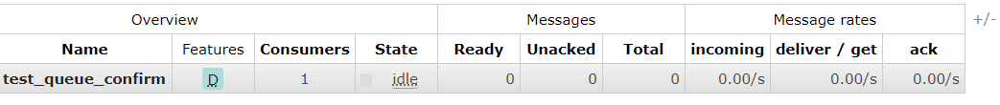 Overview Messages Message rates +/-
Name Features Consumers State Ready Unacked Total incoming deliver / get ack
test_queue_confirm D 1 idle 0 0 0 0.00/s 0.00/s 0.00/s